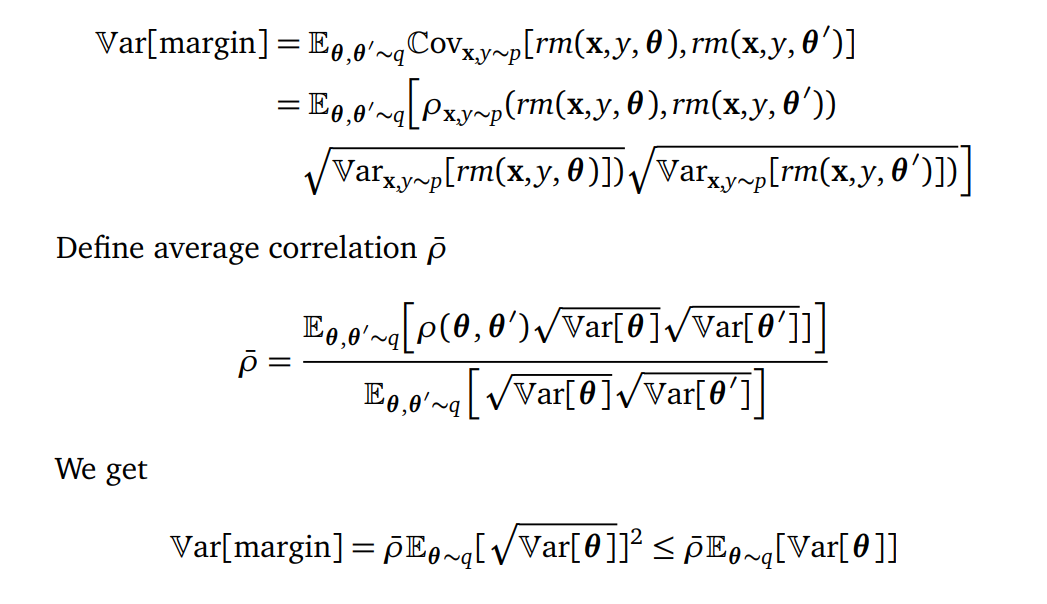 𝕍ar[margin] = 𝔼_{θ,θ′∼q} ℂov_{x,y∼p}[rm(x, y, θ), rm(x, y, θ′)]
= 𝔼_{θ,θ′∼q}[ρ_{x,y∼p}(rm(x, y, θ), rm(x, y, θ′))
√(𝕍ar_{x,y∼p}[rm(x, y, θ)])) √(𝕍ar_{x,y∼p}[rm(x, y, θ′)]))]
Define average correlation ρ̄
ρ̄ = 𝔼_{θ,θ′∼q}[ρ(θ, θ′)√(𝕍ar[θ])√(𝕍ar[θ′])]] / 𝔼_{θ,θ′∼q}[√(𝕍ar[θ])√(𝕍ar[θ′])]
We get
𝕍ar[margin] = ρ̄𝔼_{θ∼q}[√(𝕍ar[θ])]² ≤ ρ̄𝔼_{θ∼q}[𝕍ar[θ]]